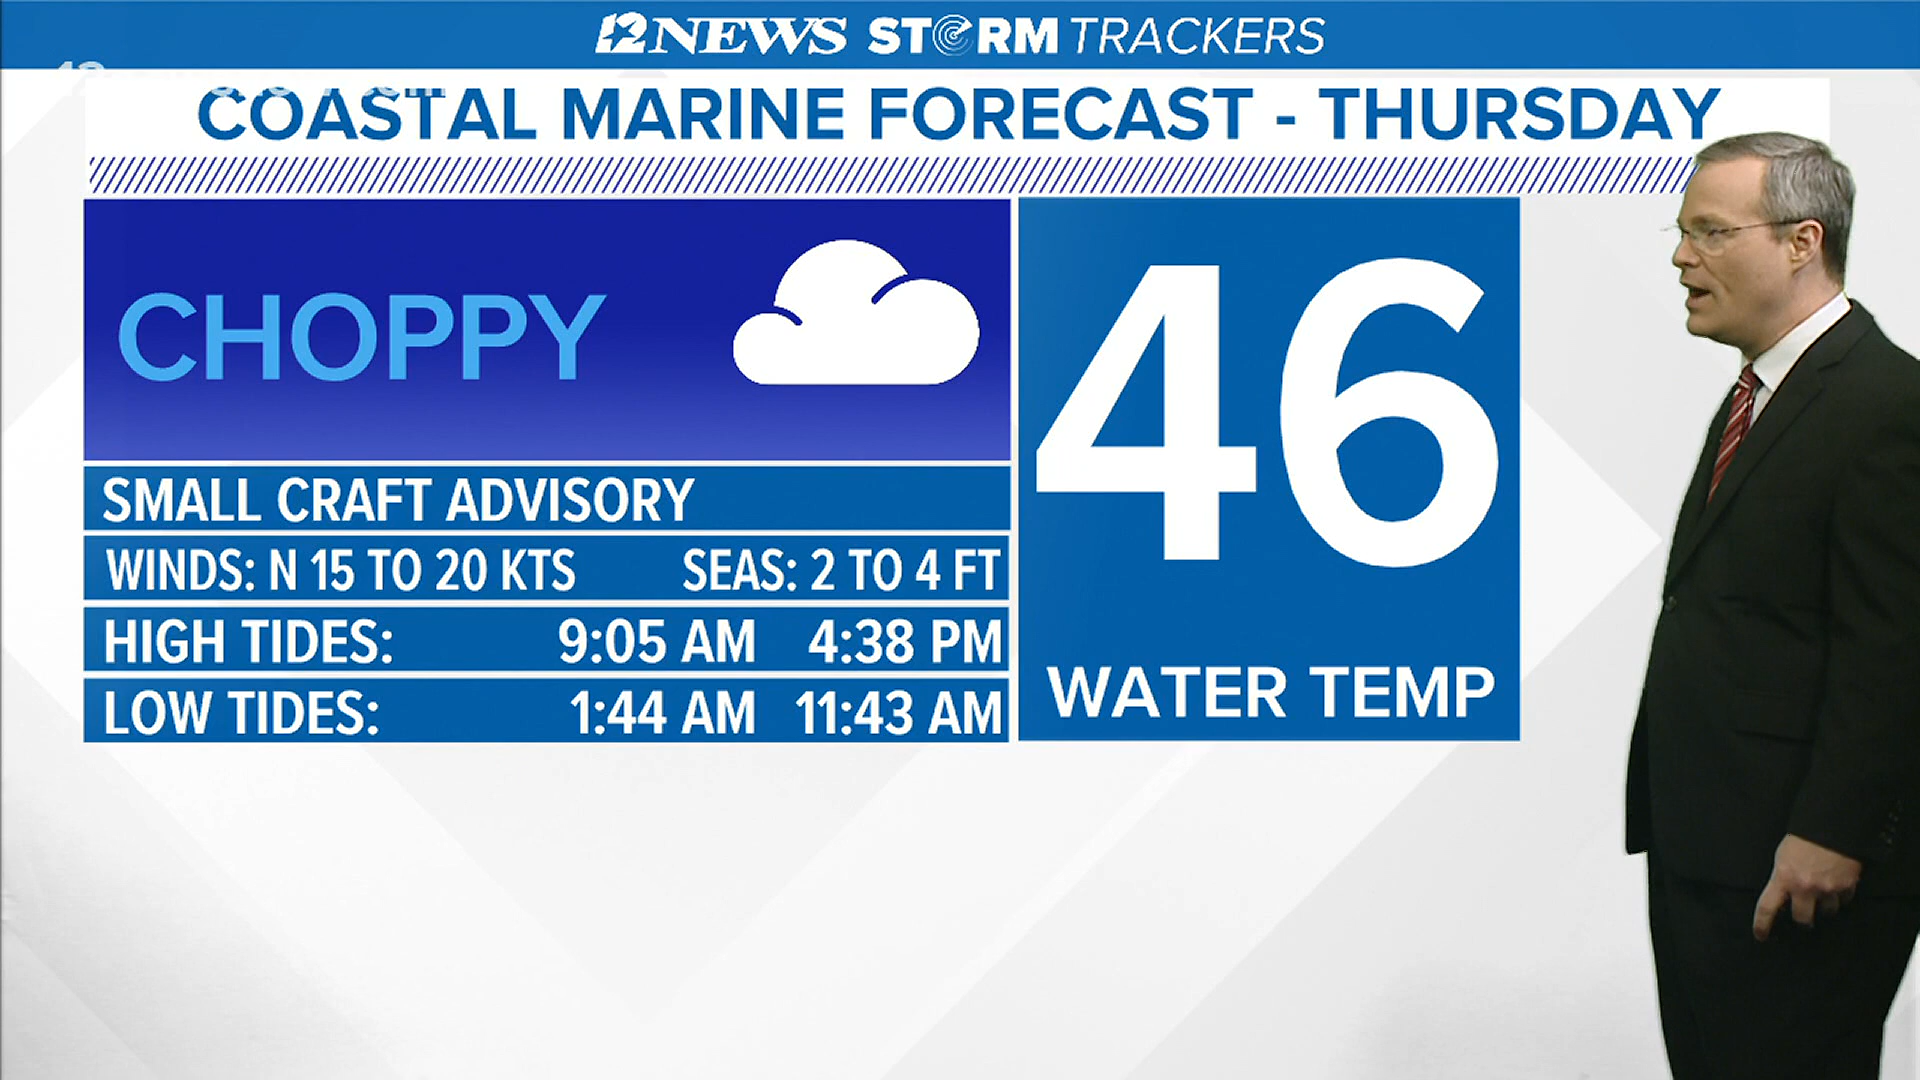 12NEWS STORM TRACKERS
COASTAL MARINE FORECAST - THURSDAY
CHOPPY
46
SMALL CRAFT ADVISORY
WINDS: N 15 TO 20 KTS SEAS: 2 TO 4 FT
HIGH TIDES: 9:05 AM 4:38 PM
LOW TIDES: 1:44 AM 11:43 AM
WATER TEMP